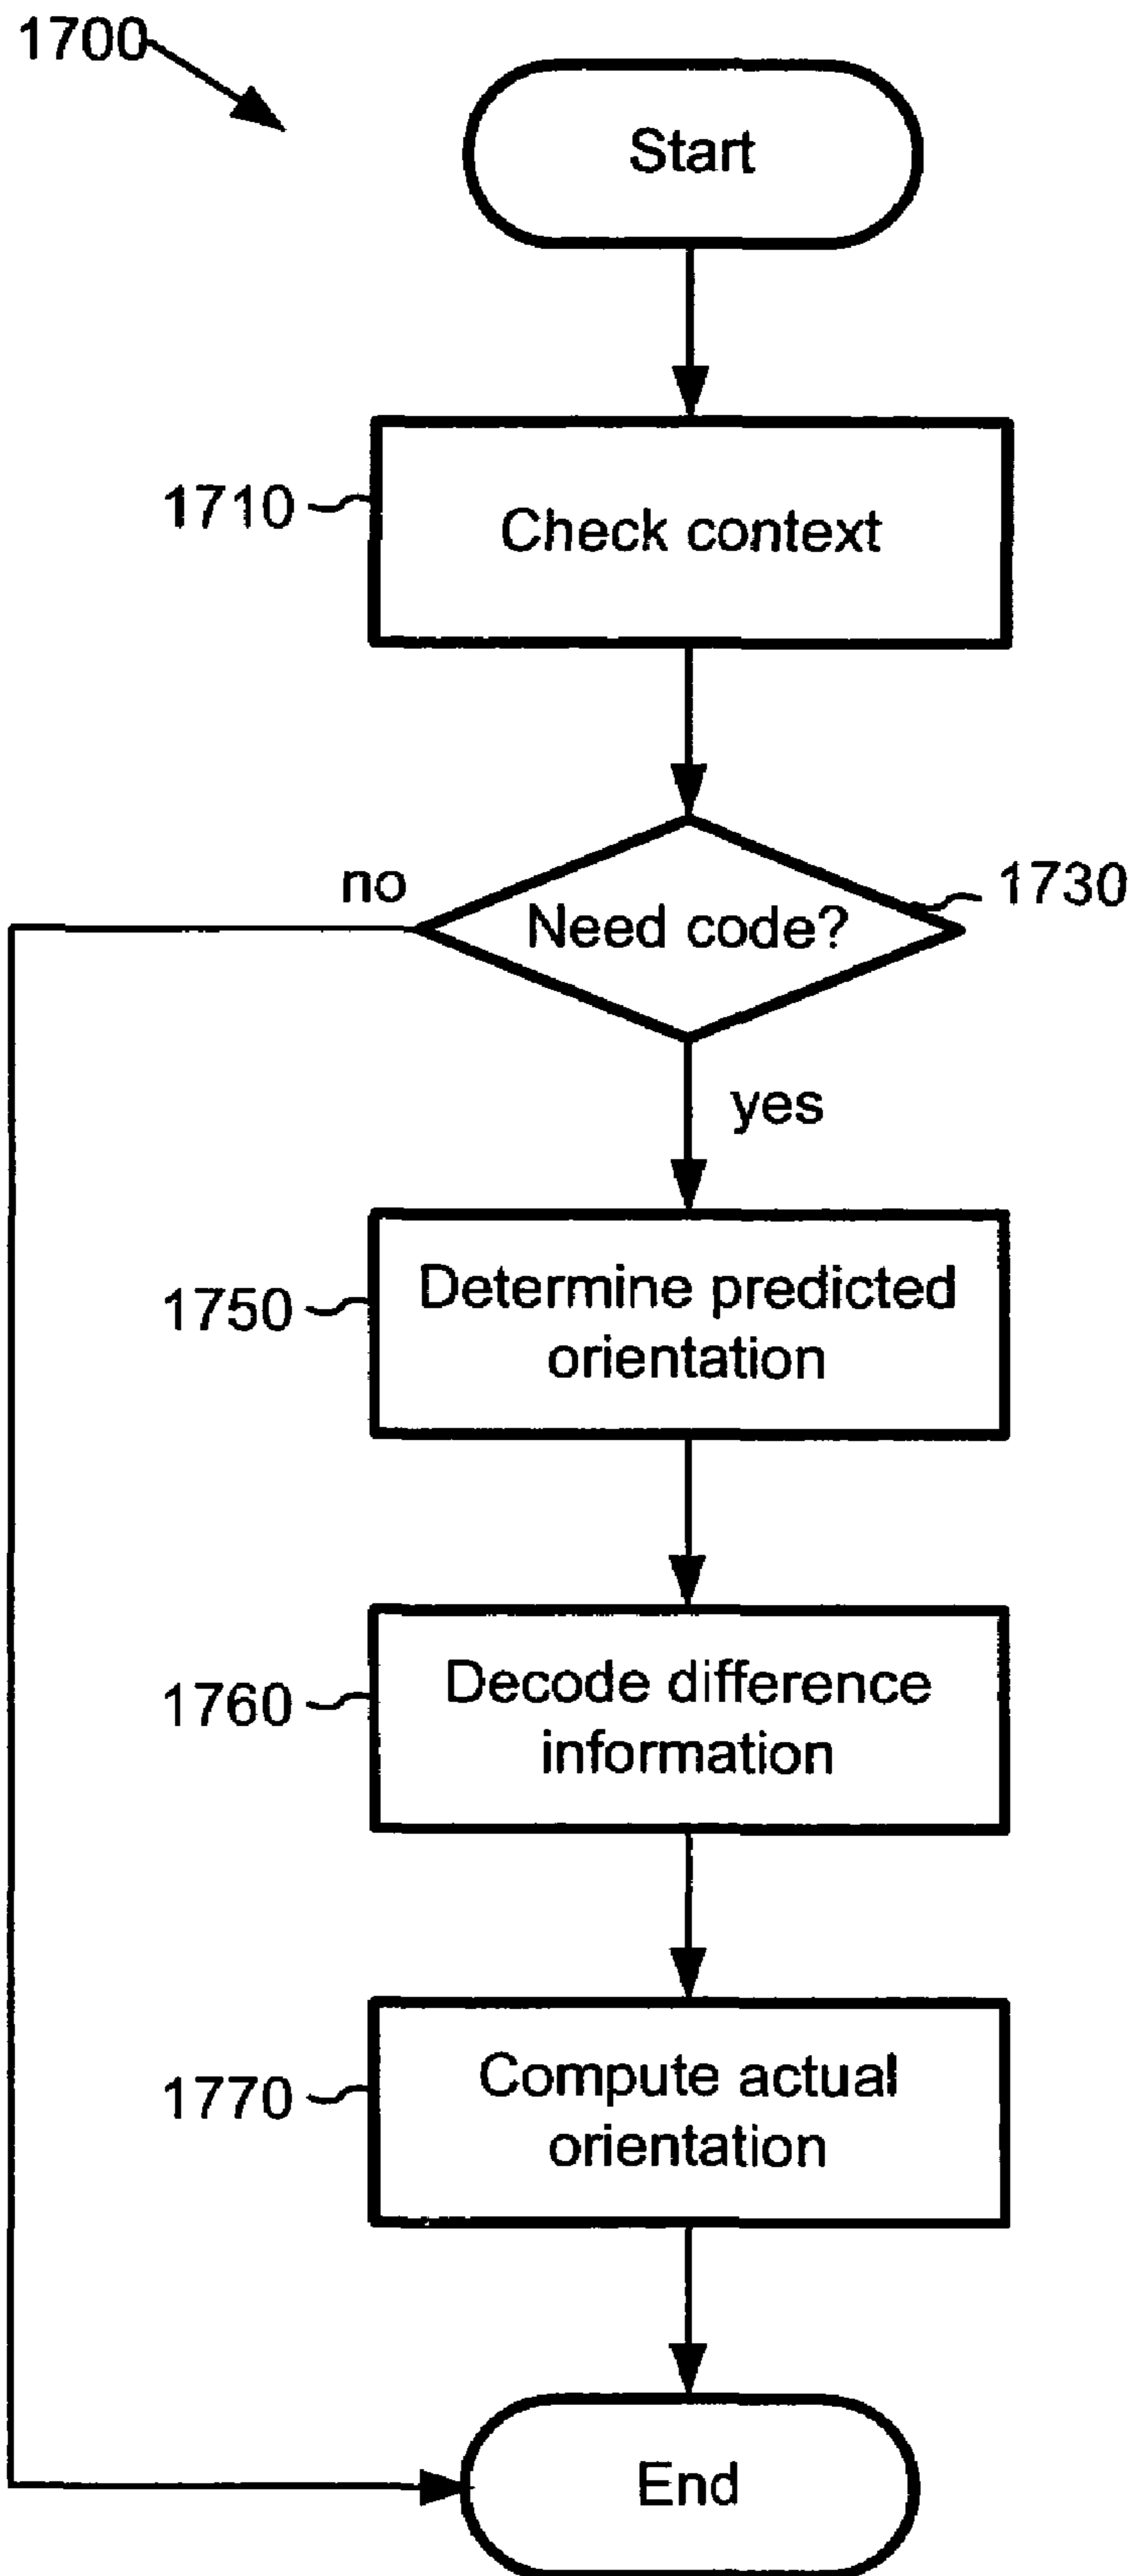 1700
Start
1710
Check context
no
1730
Need code?
yes
1750
Determine predicted
orientation
1760
Decode difference
information
1770
Compute actual
orientation
End